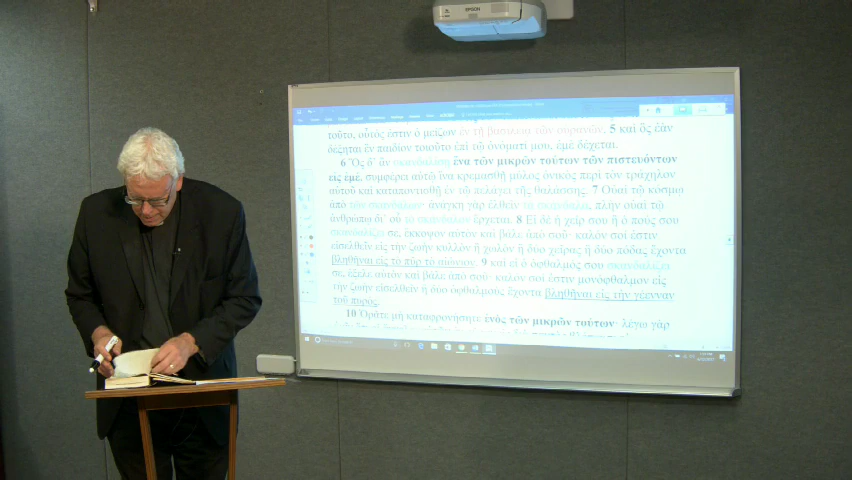 EPSON
τοῦτο, οὗτός ἐστιν ὁ μείζων ἐν τῇ βασιλείᾳ τῶν οὐρανῶν. 5 καὶ ὃς ἐὰν
δέξηται ἓν παιδίον τοιοῦτο ἐπὶ τῷ ὀνόματί μου, ἐμὲ δέχεται.
6 Ὃς δ’ ἂν σκανδαλίσῃ ἕνα τῶν μικρῶν τούτων τῶν πιστευόντων
εἰς ἐμέ, συμφέρει αὐτῷ ἵνα κρεμασθῇ μύλος ὀνικὸς περὶ τὸν τράχηλον
αὐτοῦ καὶ καταποντισθῇ ἐν τῷ πελάγει τῆς θαλάσσης. 7 Οὐαὶ τῷ κόσμῳ
ἀπὸ τῶν σκανδάλων· ἀνάγκη γὰρ ἐλθεῖν τὰ σκάνδαλα, πλὴν οὐαὶ τῷ
ἀνθρώπῳ δι’ οὗ τὸ σκάνδαλον ἔρχεται. 8 Εἰ δὲ ἡ χείρ σου ἢ ὁ πούς σου
σκανδαλίζει σε, ἔκκοψον αὐτὸν καὶ βάλε ἀπὸ σοῦ· καλόν σοί ἐστιν
εἰσελθεῖν εἰς τὴν ζωὴν κυλλὸν ἢ χωλὸν ἢ δύο χεῖρας ἢ δύο πόδας ἔχοντα
βληθῆναι εἰς τὸ πῦρ τὸ αἰώνιον. 9 καὶ εἰ ὁ ὀφθαλμός σου σκανδαλίζει
σε, ἔξελε αὐτὸν καὶ βάλε ἀπὸ σοῦ· καλόν σοί ἐστιν μονόφθαλμον εἰς
τὴν ζωὴν εἰσελθεῖν ἢ δύο ὀφθαλμοὺς ἔχοντα βληθῆναι εἰς τὴν γέενναν
τοῦ πυρός.
10 Ὁρᾶτε μὴ καταφρονήσητε ἑνὸς τῶν μικρῶν τούτων· λέγω γὰρ